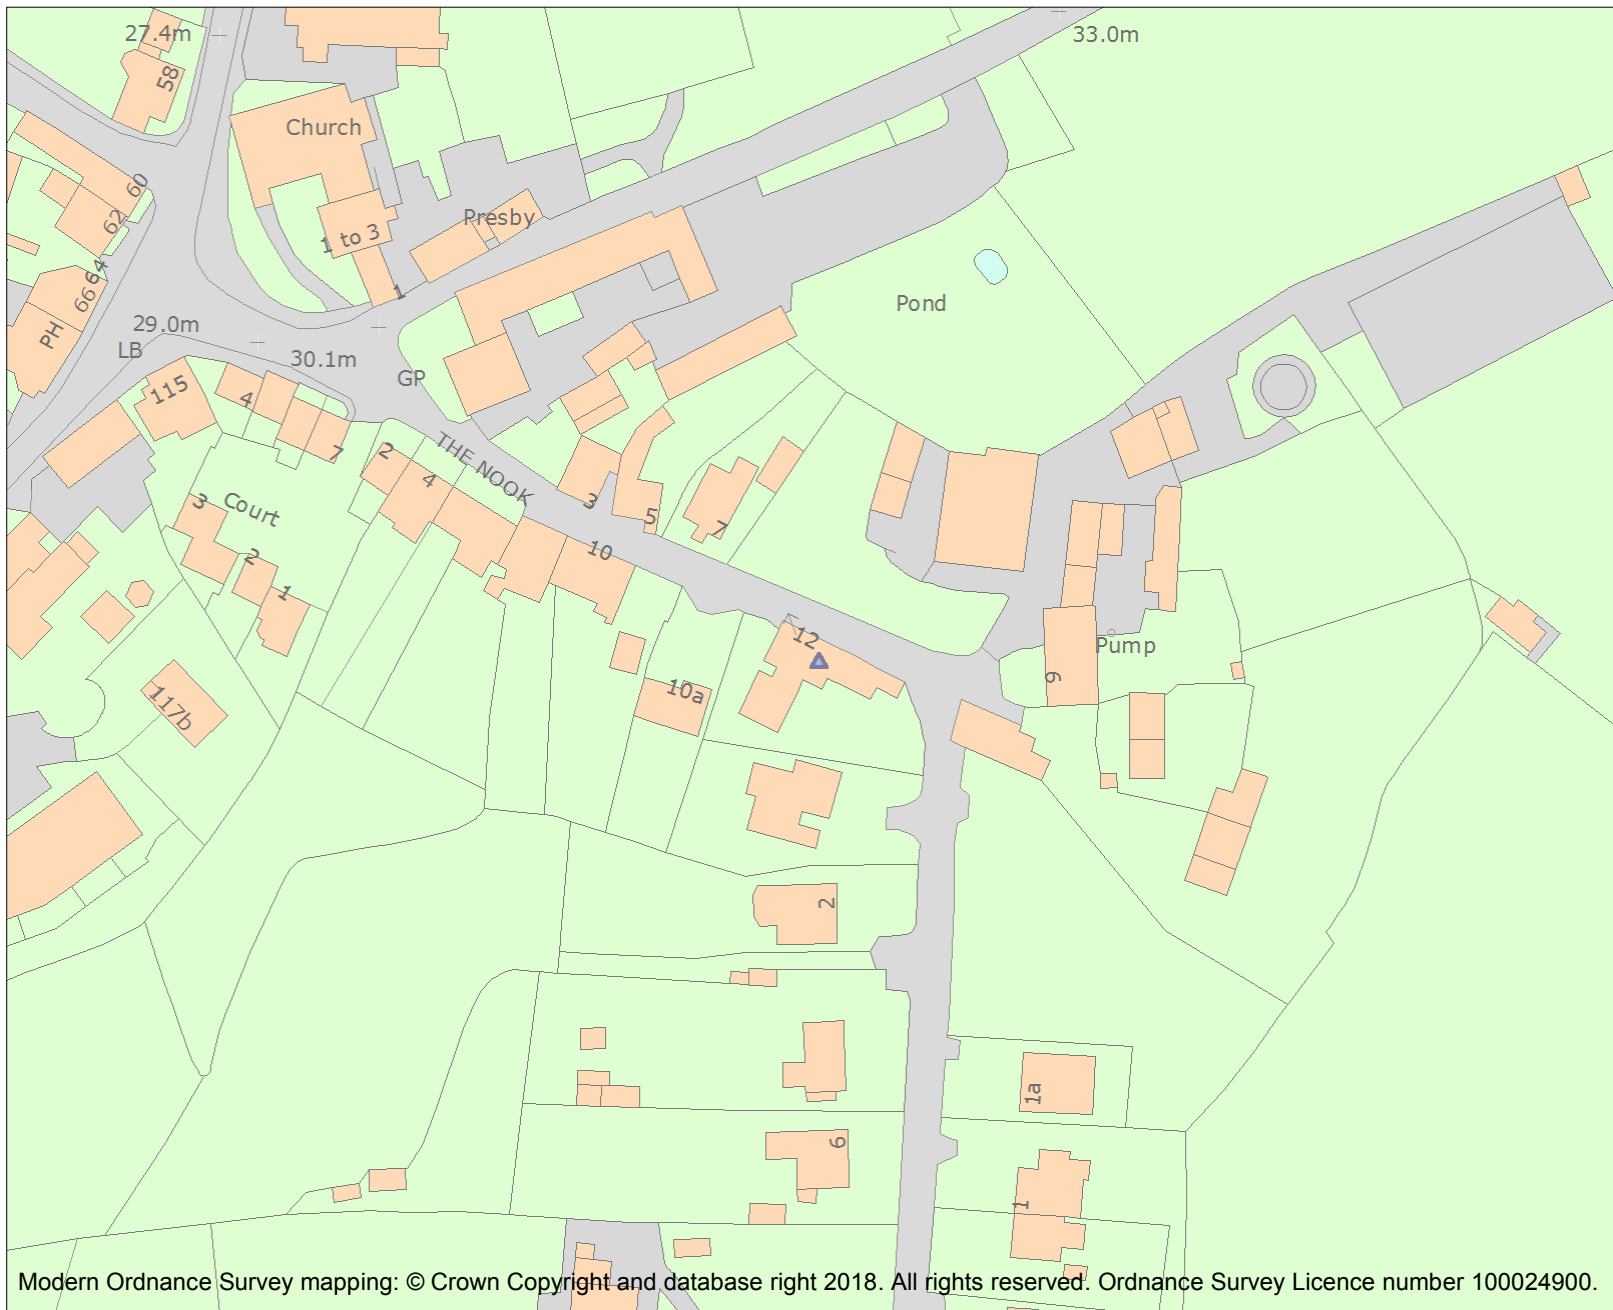 27.4m
33.0m
58
Church
60
62
Presby
1 to 3
64
66
1
Pond
PH
29.0m
LB
30.1m
GP
115
4
7
2
4
THE NOOK
3
Court
3
5
7
10
2
1
12
Pump
9
10a
117b
2
1a
6
1
Modern Ordnance Survey mapping: © Crown Copyright and database right 2018. All rights reserved. Ordnance Survey Licence number 100024900.